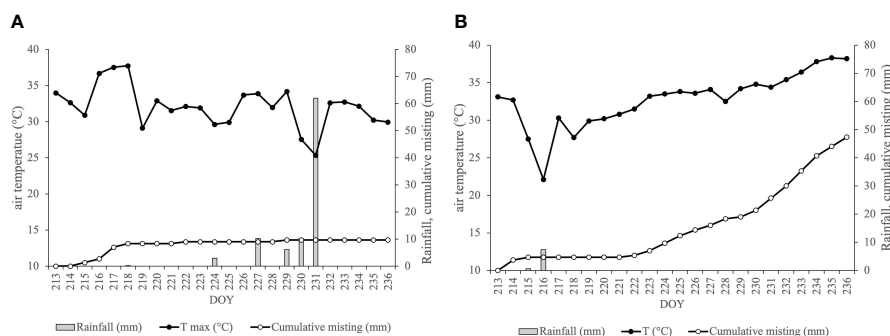 A
40
35
30
25
20
15
10
air temperatue (°C)
80
70
60
50
40
30
20
10
0
Rainfall, cumulative misting (mm)
213 214 215 216 217 218 219 220 221 222 223 224 225 226 227 228 229 230 231 232 233 234 235 236
DOY
Rainfall (mm) T max (°C) Cumulative misting (mm)
B
40
35
30
25
20
15
10
air temperature (°C)
80
70
60
50
40
30
20
10
0
Rainfall, cumulative misting (mm)
213 214 215 216 217 218 219 220 221 222 223 224 225 226 227 228 229 230 231 232 233 234 235 236
DOY
Rainfall (mm) T (°C) Cumulative misting (mm)